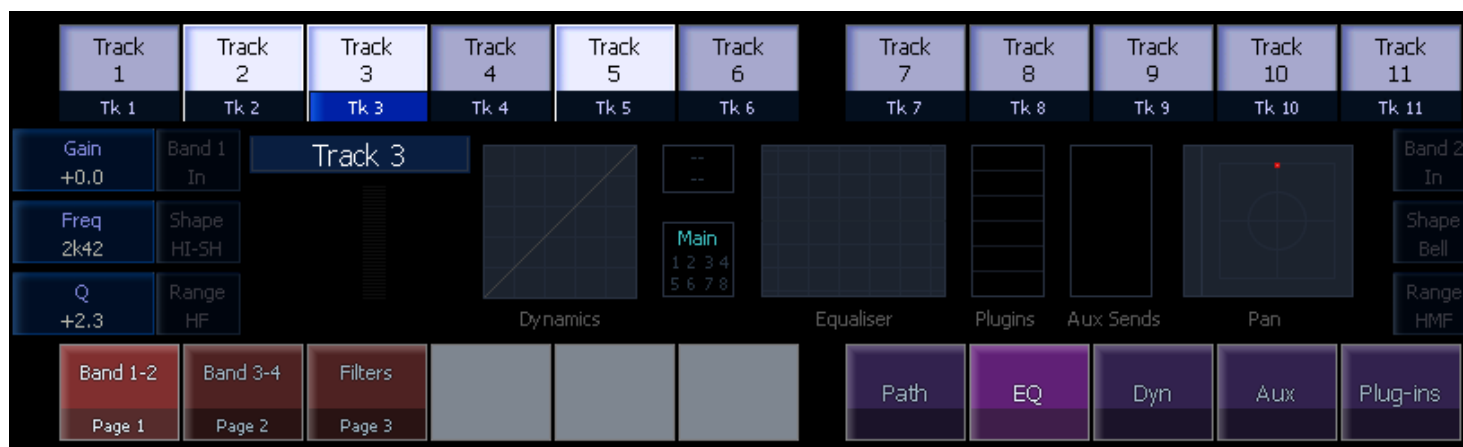 Track Track Track Track Track Track Track Track Track Track Track
1 2 3 4 5 6 7 8 9 10 11
Tk 1 Tk 2 Tk 3 Tk 4 Tk 5 Tk 6 Tk 7 Tk 8 Tk 9 Tk 10 Tk 11
Gain Band 1 Track 3 -- Band 2
+0.0 In -- In
Freq Shape Main Shape
2k42 HI-SH 1 2 3 4 Bell
Q Range 5 6 7 8 Range
+2.3 HF Dynamics Equaliser Plugins Aux Sends Pan HMF
Band 1-2 Band 3-4 Filters
Path EQ Dyn Aux Plug-ins
Page 1 Page 2 Page 3